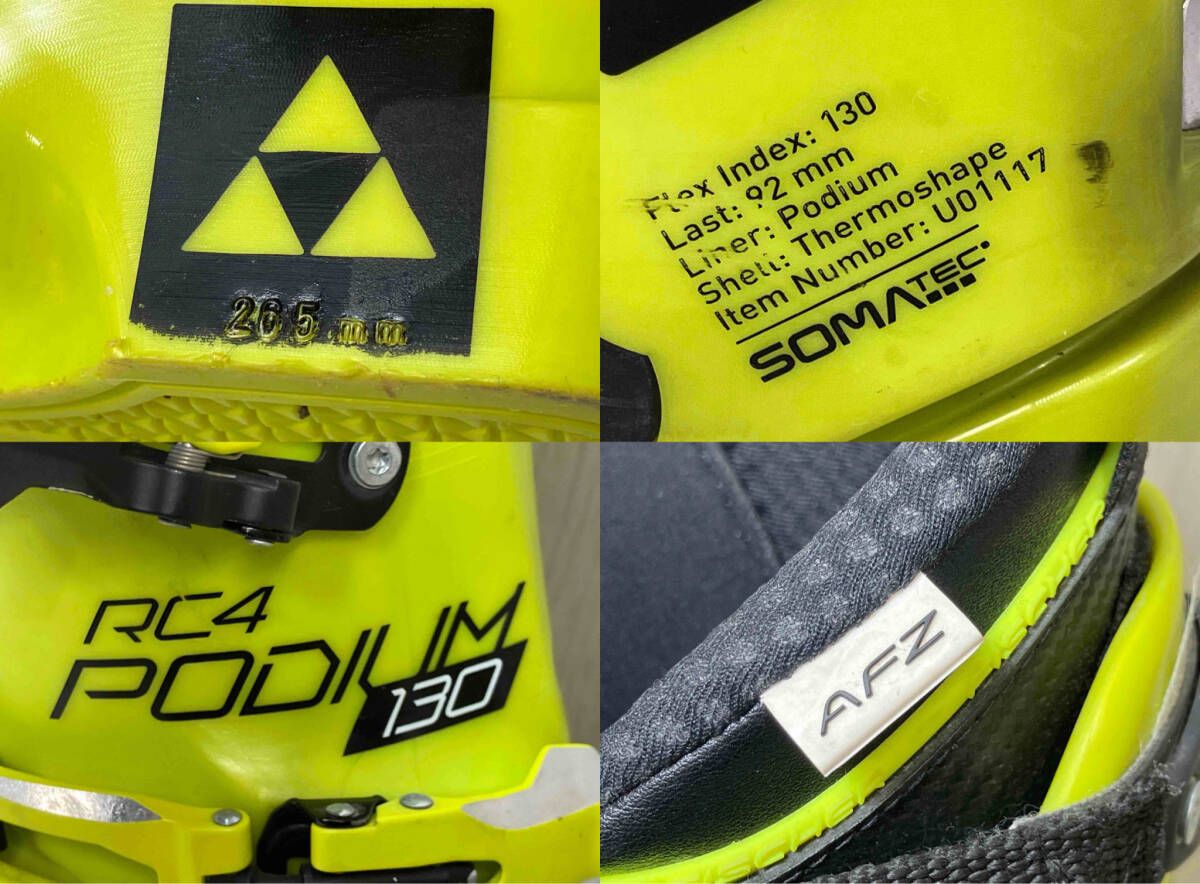 265 mm
Flex Index: 130
Last: 92 mm
Liner: Podium
Shell: Thermoshape
Item Number: U01117
SOMATEC
RC4
PODIUM
130
AFZ